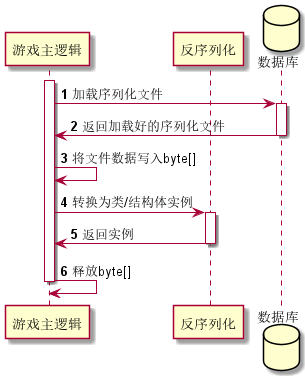 游戏主逻辑
反序列化
数据库
1 加载序列化文件
2 返回加载好的序列化文件
3 将文件数据写入byte[]
4 转换为类/结构体实例
5 返回实例
6 释放byte[]
游戏主逻辑
反序列化
数据库